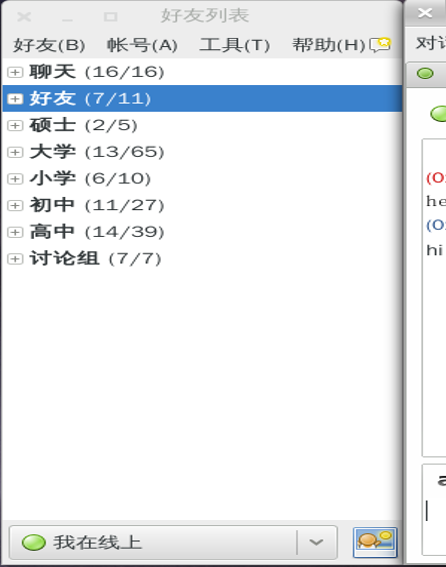 好友列表
好友(B) 帐号(A) 工具(T) 帮助(H)
聊天 (16/16)
好友 (7/11)
硕士 (2/5)
大学 (13/65)
小学 (6/10)
初中 (11/27)
高中 (14/39)
讨论组 (7/7)
我在线上
对
(0
he
(0
hi
a